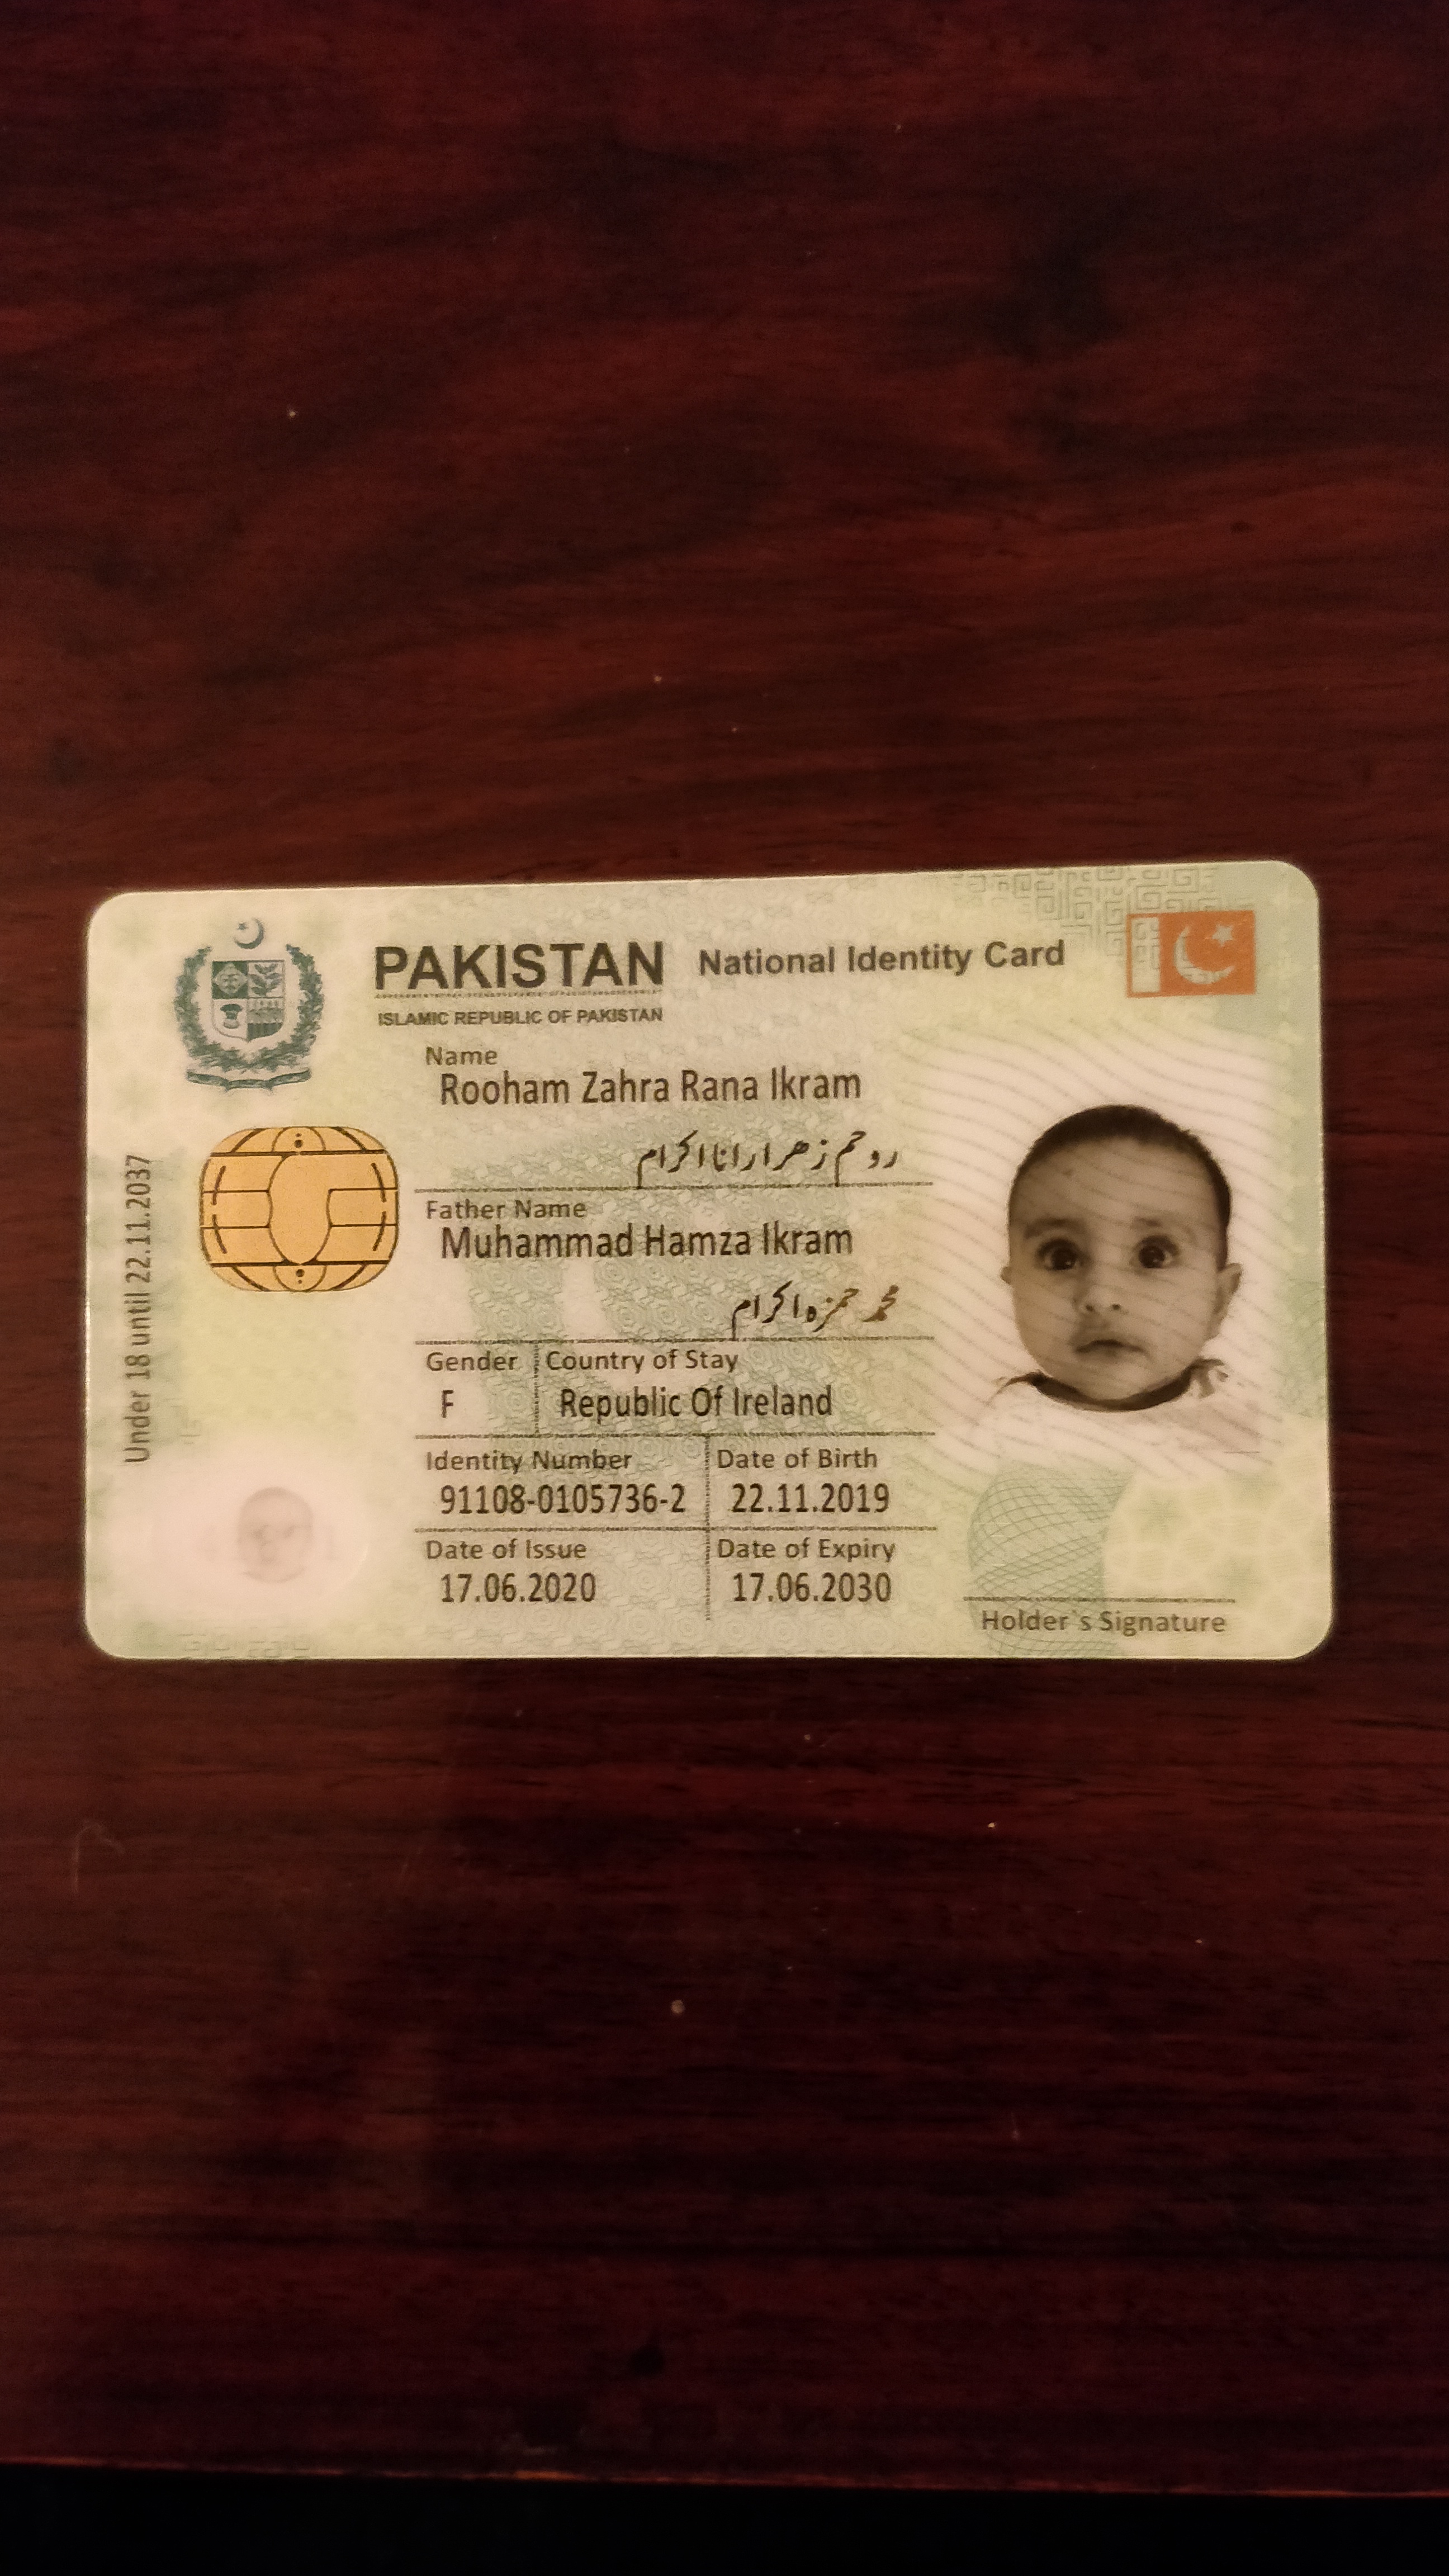 PAKISTAN National Identity Card
ISLAMIC REPUBLIC OF PAKISTAN
Name
Rooham Zahra Rana Ikram
روحم زھرا رانا اکرام
Father Name
Muhammad Hamza Ikram
محمد حمزہ اکرام
Gender Country of Stay
F Republic Of Ireland
Identity Number Date of Birth
91108-0105736-2 22.11.2019
Date of Issue Date of Expiry
17.06.2020 17.06.2030
Holder`s Signature
Under 18 until 22.11.2037